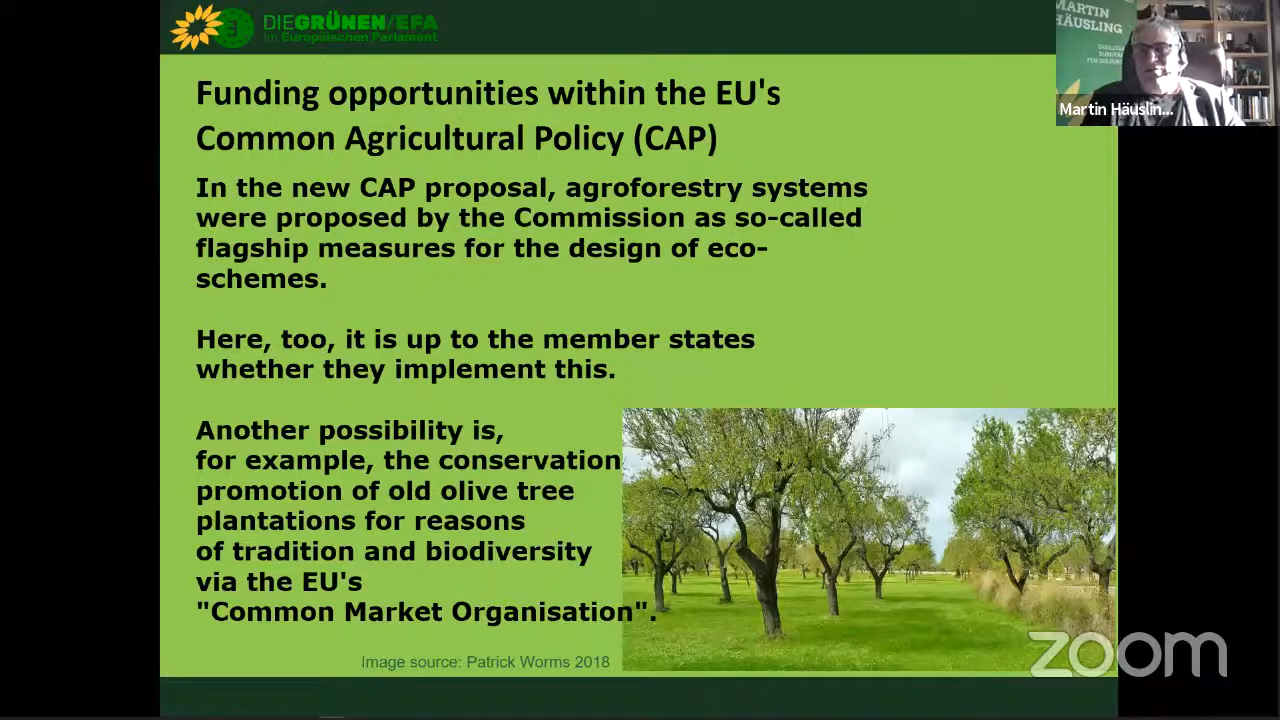 DIEGRÜNEN/EFA
im Europäischen Parlament
MARTIN
HÄUSLING
Martin Häuslin...
Funding opportunities within the EU's
Common Agricultural Policy (CAP)
In the new CAP proposal, agroforestry systems
were proposed by the Commission as so-called
flagship measures for the design of eco-
schemes.
Here, too, it is up to the member states
whether they implement this.
Another possibility is,
for example, the conservation
promotion of old olive tree
plantations for reasons
of tradition and biodiversity
via the EU's
"Common Market Organisation".
Image source: Patrick Worms 2018
zoom